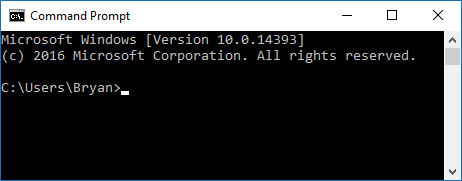 Command Prompt
Microsoft Windows [Version 10.0.14393]
(c) 2016 Microsoft Corporation. All rights reserved.
C:\Users\Bryan>